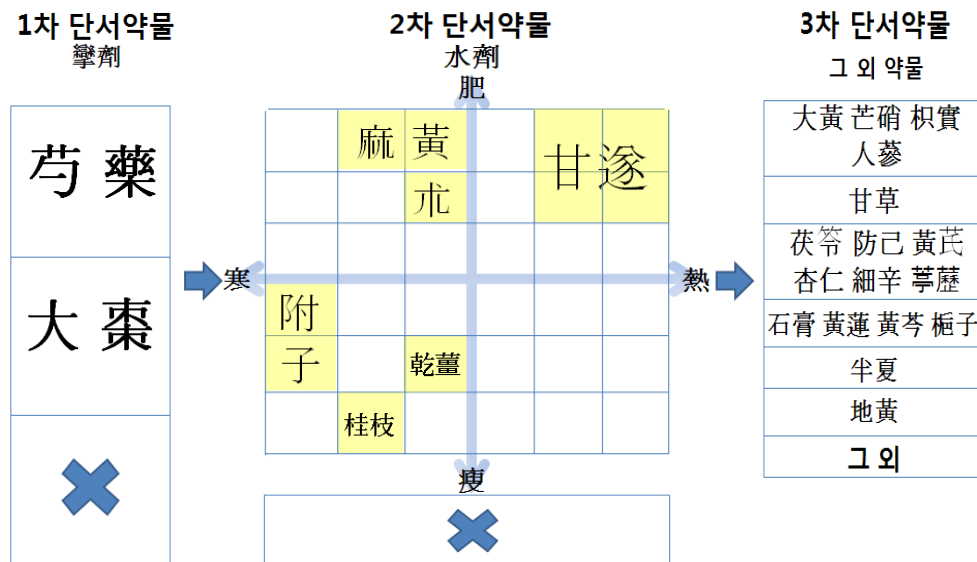 1차 단서약물
攣劑
芍藥
大棗
2차 단서약물
水劑
肥
麻黃
甘遂
朮
寒
熱
附
子
乾薑
桂枝
瘦
3차 단서약물
그 외 약물
大黃 芒硝 枳實
人蔘
甘草
茯笭 防己 黃芪
杏仁 細辛 葶藶
石膏 黃蓮 黃芩 梔子
半夏
地黃
그 외